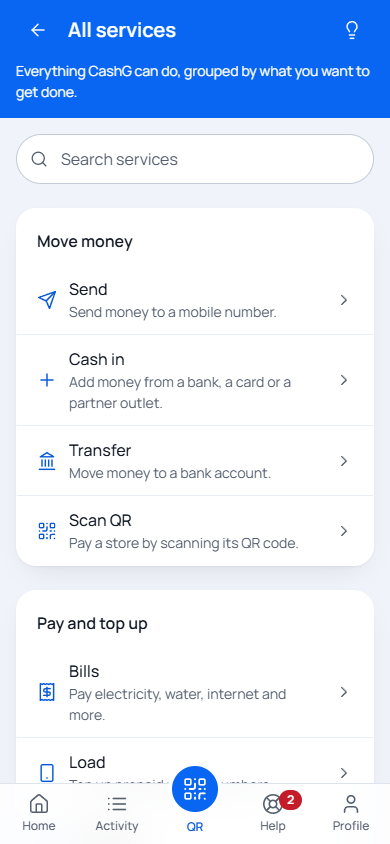 All services
Everything CashG can do, grouped by what you want to
get done.
Search services
Move money
Send
Send money to a mobile number.
Cash in
Add money from a bank, a card or a
partner outlet.
Transfer
Move money to a bank account.
Scan QR
Pay a store by scanning its QR code.
Pay and top up
Bills
Pay electricity, water, internet and
more.
Load
Home
Activity
QR
Help
2
Profile